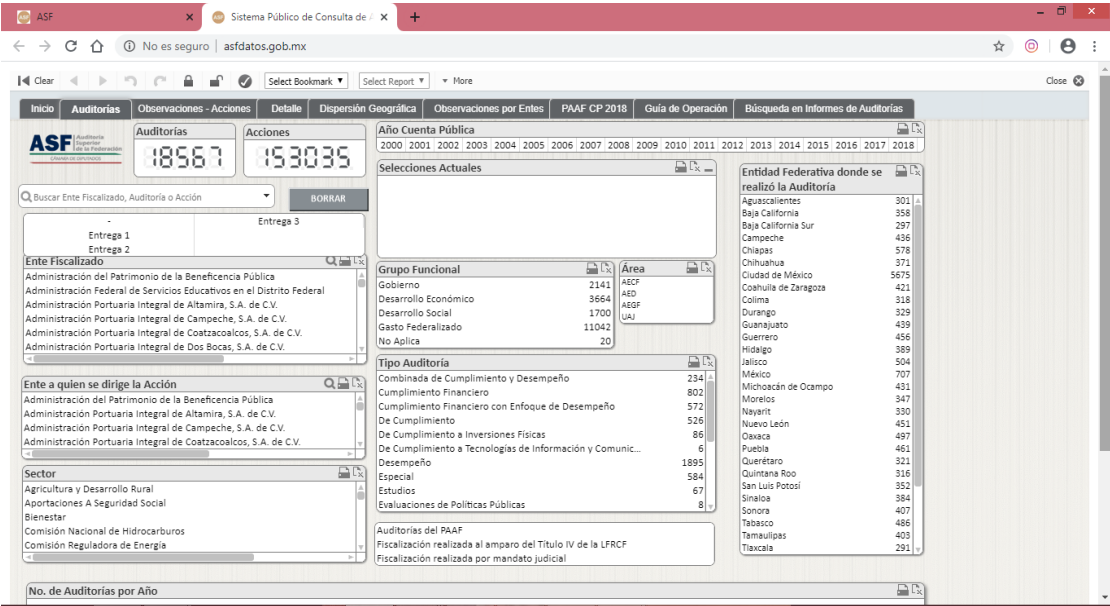 ASF
Sistema Público de Consulta de A
No es seguro | asfdatos.gob.mx
Clear
Select Bookmark
Select Report
More
Close
Inicio
Auditorías
Observaciones - Acciones
Detalle
Dispersión Geográfica
Observaciones por Entes
PAAF CP 2018
Guía de Operación
Búsqueda en Informes de Auditorías
ASF Auditoría Superior de la Federación
CÁMARA DE DIPUTADOS
Auditorías
18567
Acciones
153035
Año Cuenta Pública
2000 2001 2002 2003 2004 2005 2006 2007 2008 2009 2010 2011 2012 2013 2014 2015 2016 2017 2018
Buscar Ente Fiscalizado, Auditoría o Acción
BORRAR
-
Entrega 1
Entrega 2
Entrega 3
Selecciones Actuales
Ente Fiscalizado
Administración del Patrimonio de la Beneficencia Pública
Administración Federal de Servicios Educativos en el Distrito Federal
Administración Portuaria Integral de Altamira, S.A. de C.V.
Administración Portuaria Integral de Campeche, S.A. de C.V.
Administración Portuaria Integral de Coatzacoalcos, S.A. de C.V.
Administración Portuaria Integral de Dos Bocas, S.A. de C.V.
Ente a quien se dirige la Acción
Administración del Patrimonio de la Beneficencia Pública
Administración Portuaria Integral de Altamira, S.A. de C.V.
Administración Portuaria Integral de Campeche, S.A. de C.V.
Administración Portuaria Integral de Coatzacoalcos, S.A. de C.V.
Sector
Agricultura y Desarrollo Rural
Aportaciones A Seguridad Social
Bienestar
Comisión Nacional de Hidrocarburos
Comisión Reguladora de Energía
Grupo Funcional
Gobierno 2141
Desarrollo Económico 3664
Desarrollo Social 1700
Gasto Federalizado 11042
No Aplica 20
Área
AECF
AED
AEGF
UAJ
Tipo Auditoría
Combinada de Cumplimiento y Desempeño 234
Cumplimiento Financiero 802
Cumplimiento Financiero con Enfoque de Desempeño 572
De Cumplimiento 526
De Cumplimiento a Inversiones Físicas 86
De Cumplimiento a Tecnologías de Información y Comunic... 6
Desempeño 1895
Especial 584
Estudios 67
Evaluaciones de Políticas Públicas 8
Auditorías del PAAF
Fiscalización realizada al amparo del Título IV de la LFRCF
Fiscalización realizada por mandato judicial
Entidad Federativa donde se
realizó la Auditoría
Aguascalientes 301
Baja California 358
Baja California Sur 297
Campeche 436
Chiapas 578
Chihuahua 371
Ciudad de México 5675
Coahuila de Zaragoza 421
Colima 318
Durango 329
Guanajuato 439
Guerrero 456
Hidalgo 389
Jalisco 504
México 707
Michoacán de Ocampo 431
Morelos 347
Nayarit 330
Nuevo León 451
Oaxaca 497
Puebla 461
Querétaro 321
Quintana Roo 316
San Luis Potosí 352
Sinaloa 384
Sonora 407
Tabasco 486
Tamaulipas 403
Tlaxcala 291
No. de Auditorías por Año